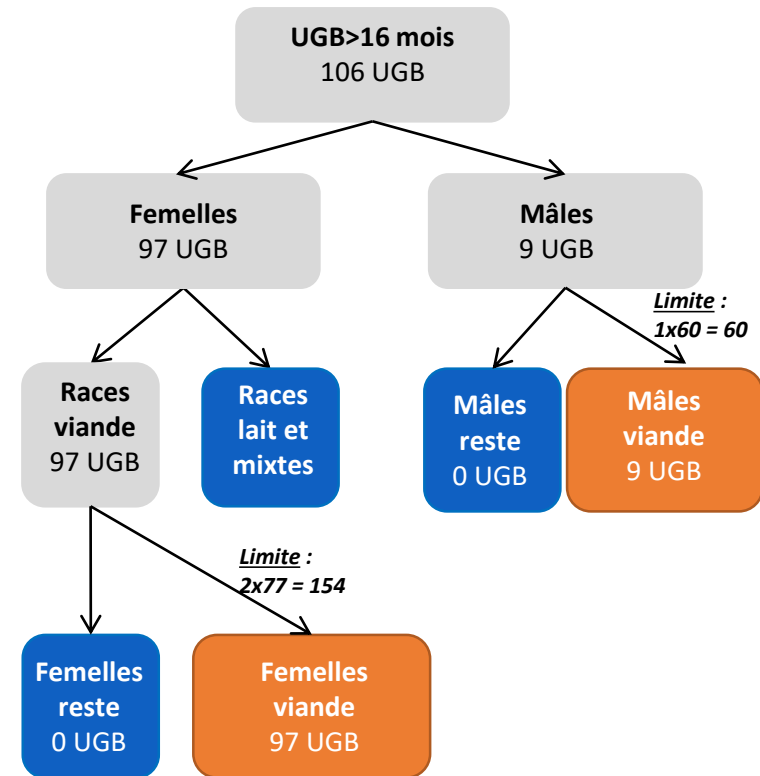 UGB>16 mois
106 UGB
Femelles
97 UGB
Mâles
9 UGB
Limite :
1x60 = 60
Races
viande
97 UGB
Races
lait et
mixtes
Mâles
reste
0 UGB
Mâles
viande
9 UGB
Limite :
2x77 = 154
Femelles
reste
0 UGB
Femelles
viande
97 UGB